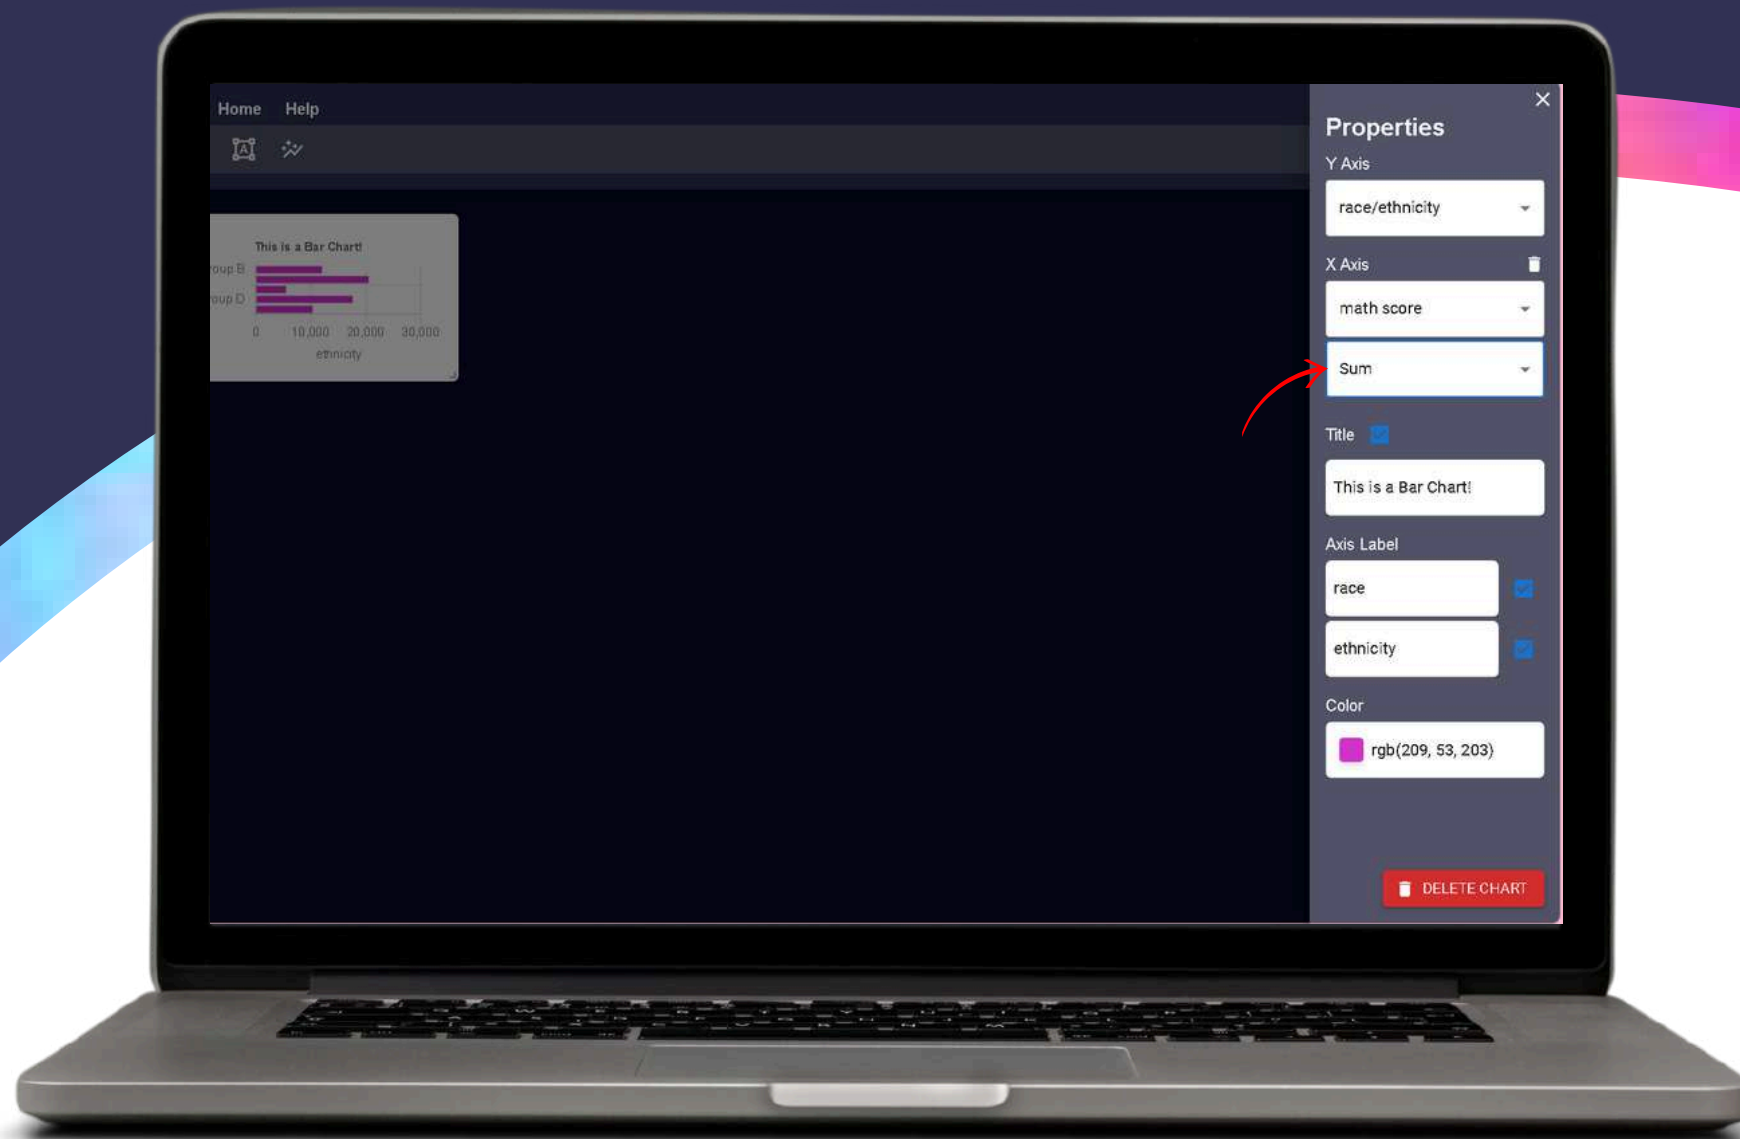 Home Help
A
This is a Bar Chart!
roup B
roup D
0 10,000 20,000 30,000
ethnicity
Properties
Y Axis
race/ethnicity
X Axis
math score
Sum
Title
This is a Bar Chart!
Axis Label
race
ethnicity
Color
rgb(209, 53, 203)
DELETE CHART